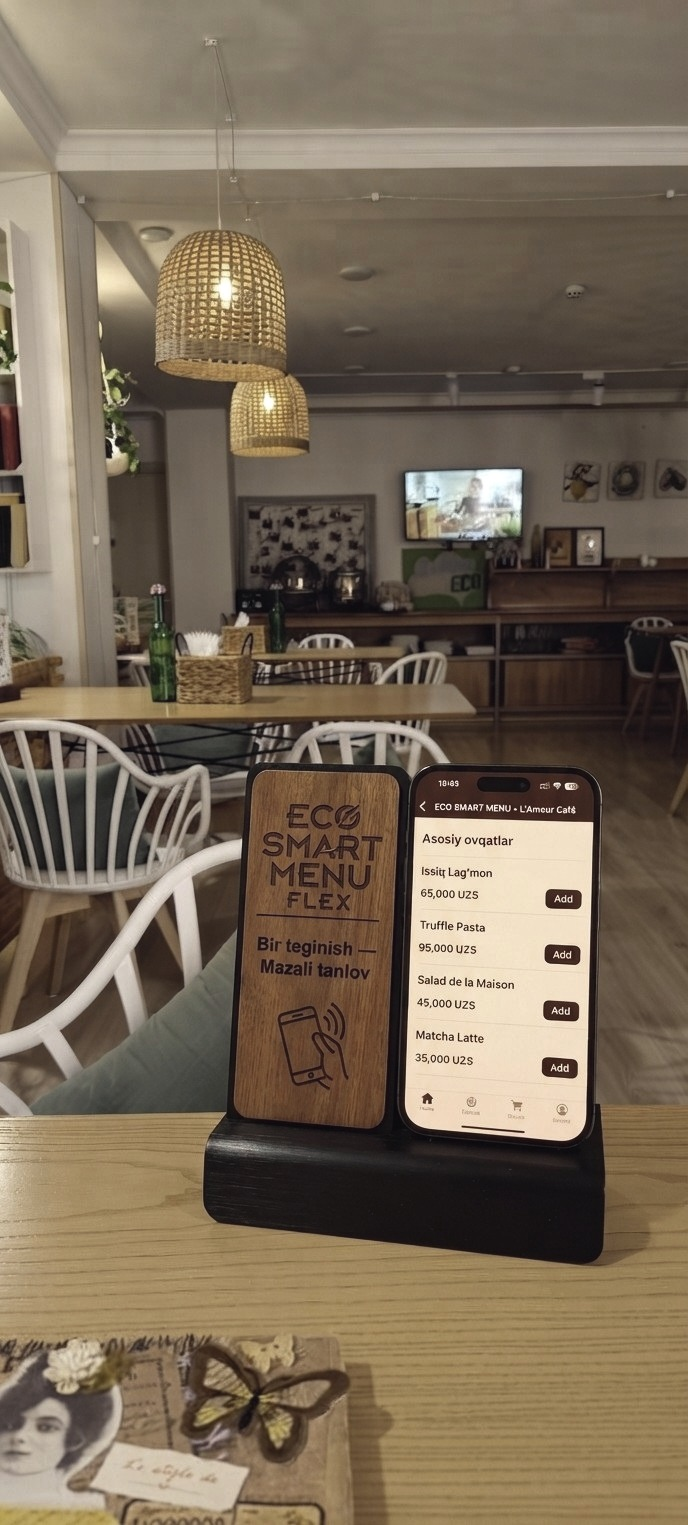 ECO
ECO
SMART
MENU
FLEX
Bir teginish —
Mazali tanlov
ECO SMART MENU • L'Ameur Café
Asosiy ovqatlar
Issiq Lag'mon
65,000 UZS
Add
Truffle Pasta
95,000 UZS
Add
Salad de la Maison
45,000 UZS
Add
Matcha Latte
35,000 UZS
Add